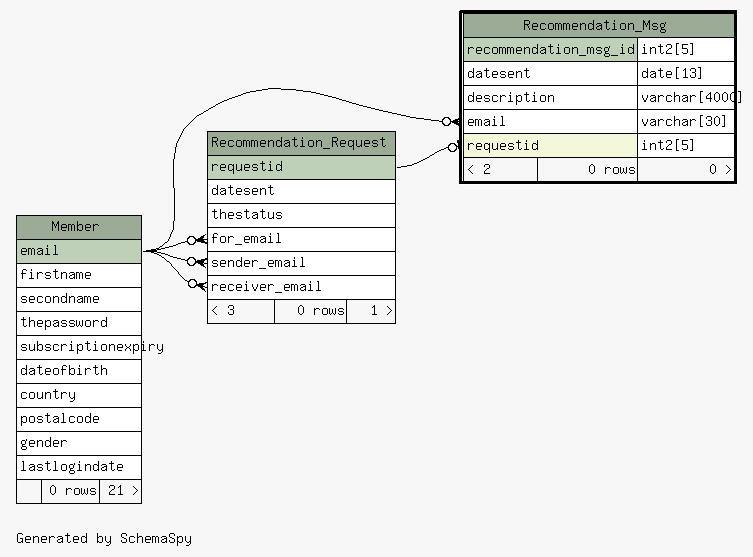 Recommendation_Msg
recommendation_msg_id int2[5]
datesent date[13]
description varchar[4000]
email varchar[30]
requestid int2[5]
< 2 0 rows 0 >
Recommendation_Request
requestid
datesent
thestatus
for_email
sender_email
receiver_email
< 3 0 rows 1 >
Member
email
firstname
secondname
thepassword
subscriptionexpiry
dateofbirth
country
postalcode
gender
lastlogindate
0 rows 21 >
Generated by SchemaSpy